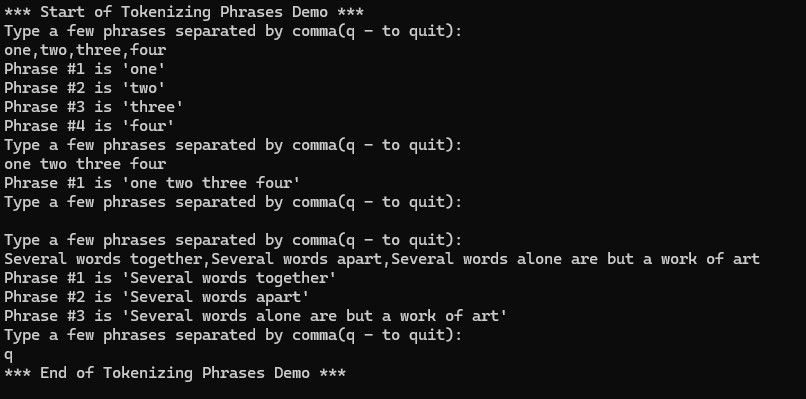 *** Start of Tokenizing Phrases Demo ***
Type a few phrases separated by comma(q - to quit):
one,two,three,four
Phrase #1 is 'one'
Phrase #2 is 'two'
Phrase #3 is 'three'
Phrase #4 is 'four'
Type a few phrases separated by comma(q - to quit):
one two three four
Phrase #1 is 'one two three four'
Type a few phrases separated by comma(q - to quit):

Type a few phrases separated by comma(q - to quit):
Several words together,Several words apart,Several words alone are but a work of art
Phrase #1 is 'Several words together'
Phrase #2 is 'Several words apart'
Phrase #3 is 'Several words alone are but a work of art'
Type a few phrases separated by comma(q - to quit):
q
*** End of Tokenizing Phrases Demo ***